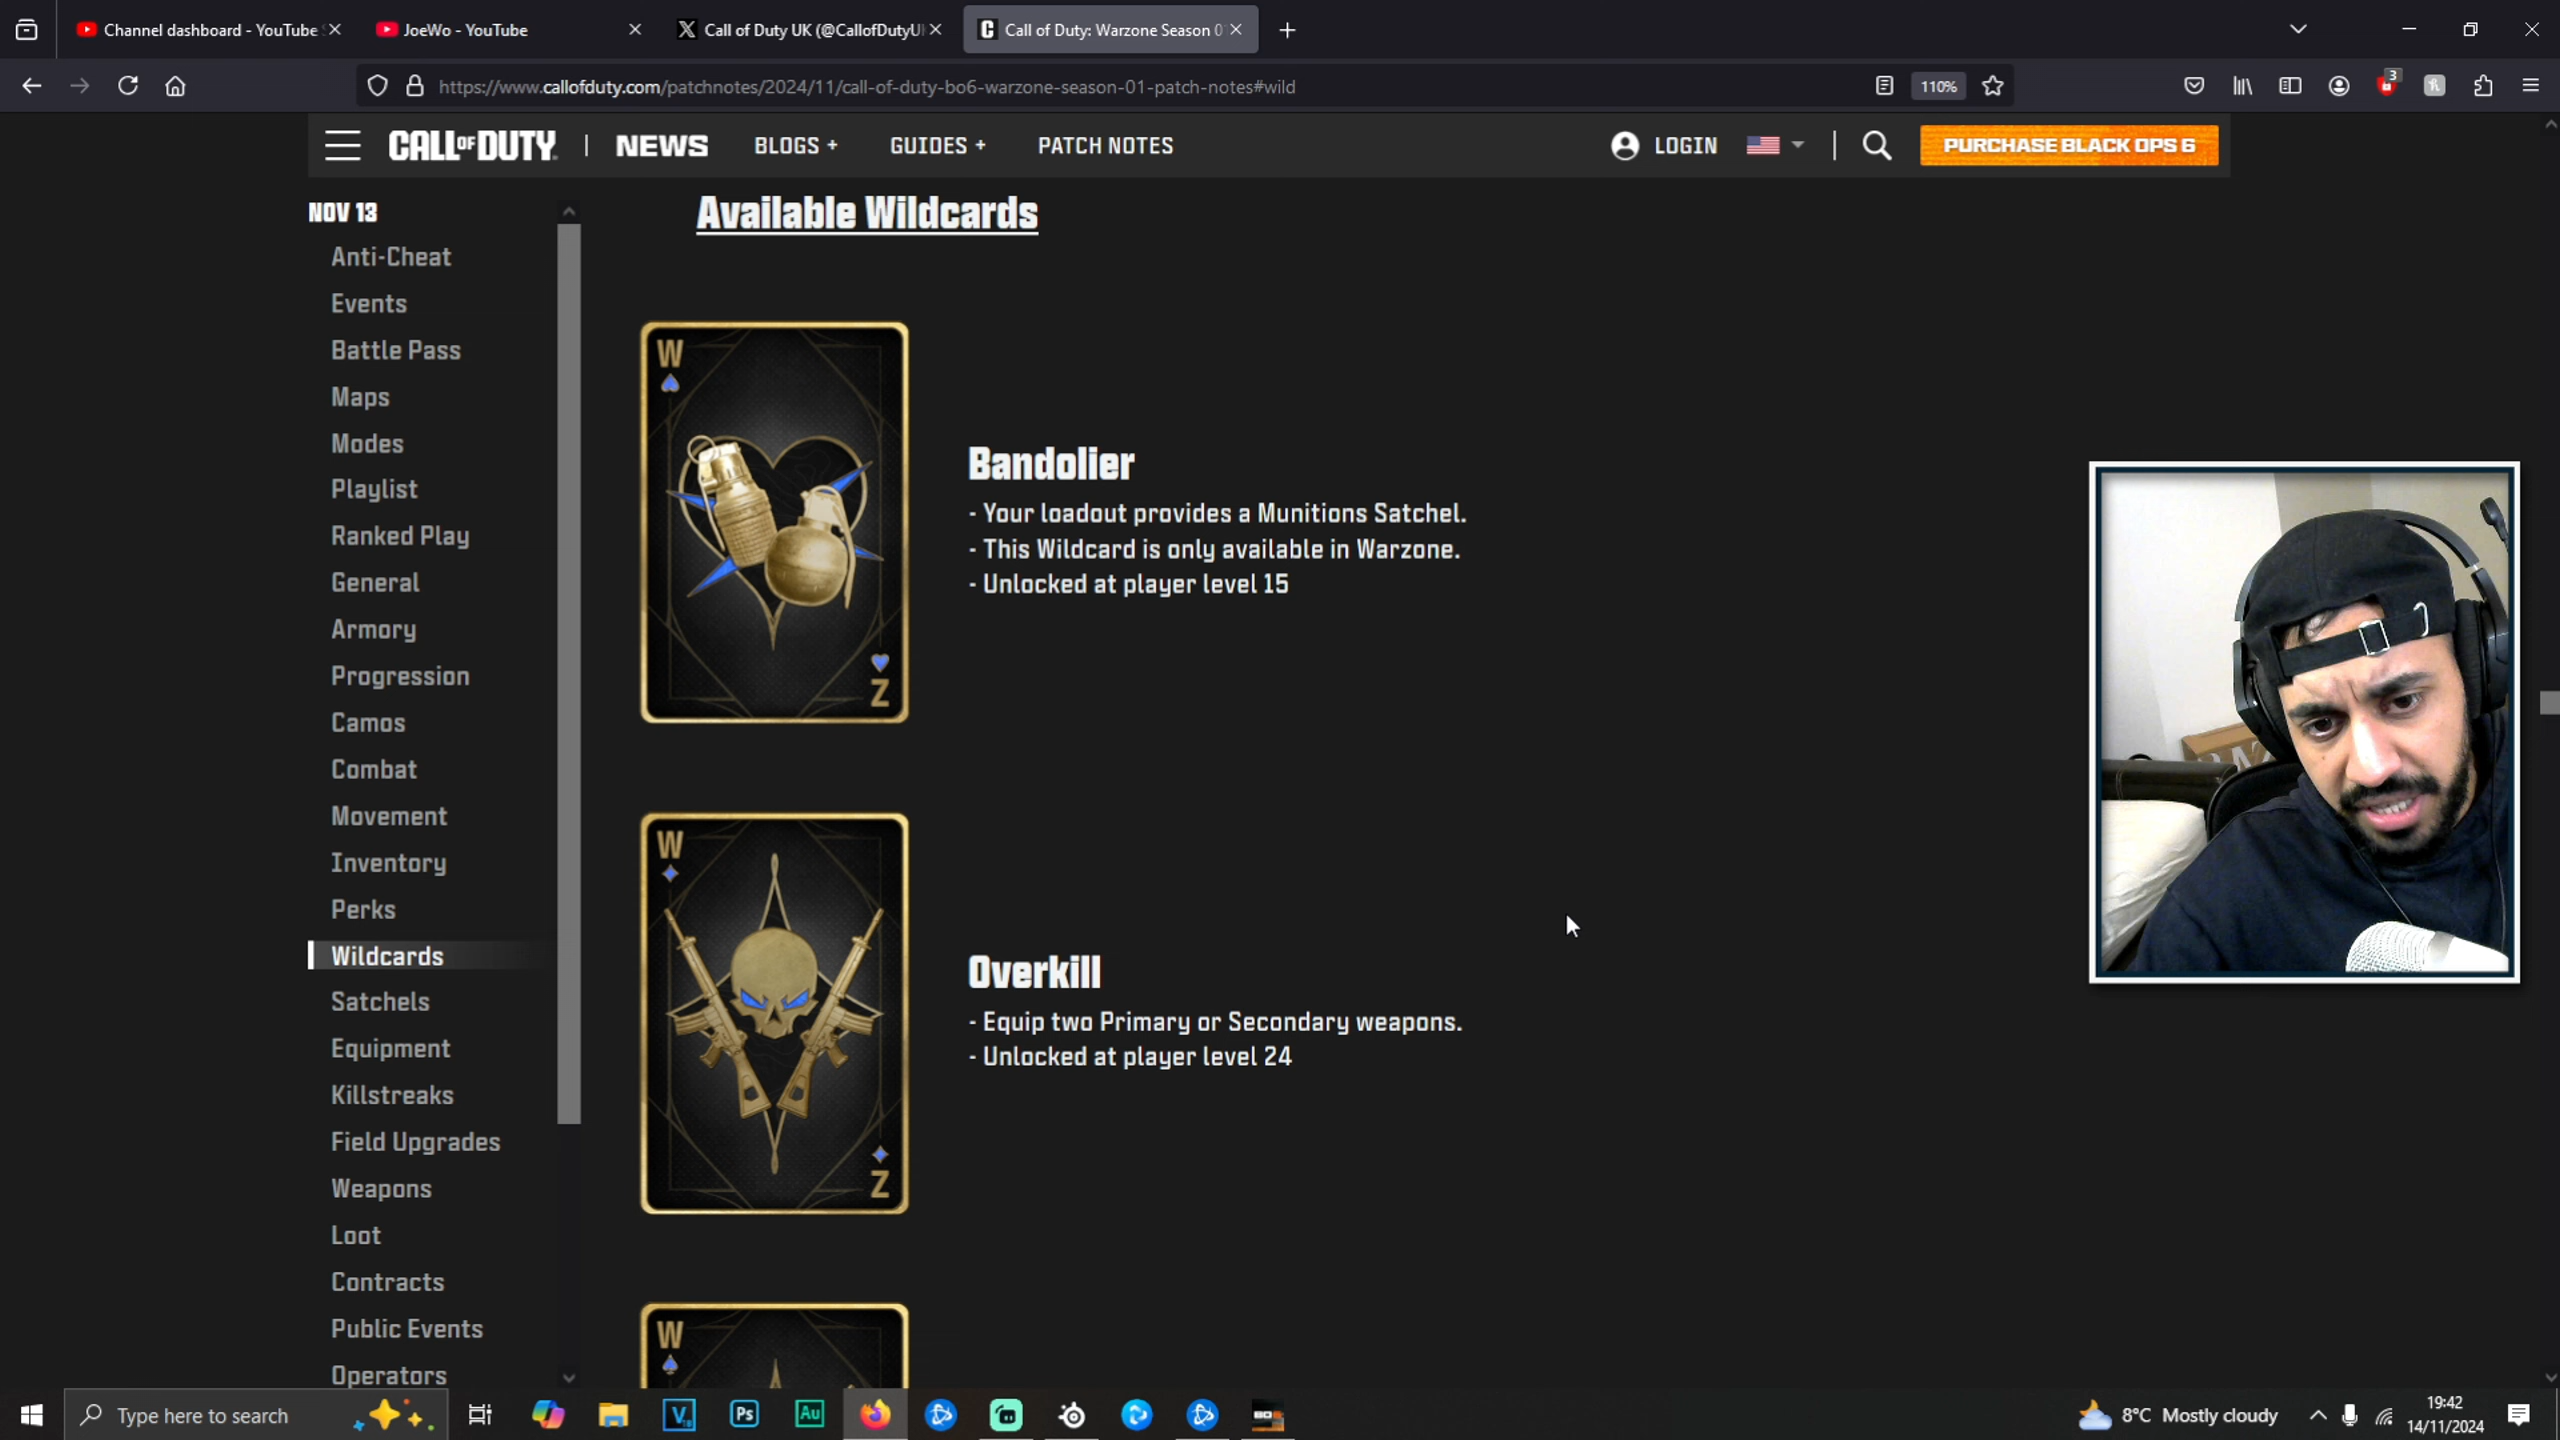 Channel dashboard - YouTube S
JoeWo - YouTube
Call of Duty UK (@CallofDutyU
Call of Duty: Warzone Season 0
https://www.callofduty.com/patchnotes/2024/11/call-of-duty-bo6-warzone-season-01-patch-notes#wild
110%
3
CALL OF DUTY
NEWS
BLOGS +
GUIDES +
PATCH NOTES
LOGIN
PURCHASE BLACK OPS 6
NOV 13
Anti-Cheat
Events
Battle Pass
Maps
Modes
Playlist
Ranked Play
General
Armory
Progression
Camos
Combat
Movement
Inventory
Perks
Wildcards
Satchels
Equipment
Killstreaks
Field Upgrades
Weapons
Loot
Contracts
Public Events
Operators
Available Wildcards
W
Z
Bandolier
- Your loadout provides a Munitions Satchel.
- This Wildcard is only available in Warzone.
- Unlocked at player level 15
W
Z
Overkill
- Equip two Primary or Secondary weapons.
- Unlocked at player level 24
W
Type here to search
Ps
Au
8°C Mostly cloudy
19:42
14/11/2024